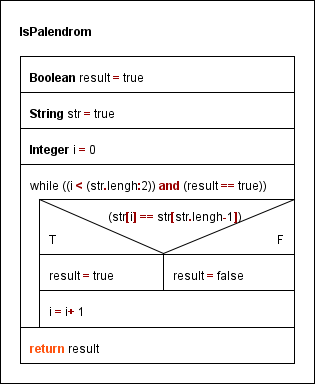 IsPalendrom
Boolean result = true
String str = true
Integer i = 0
while ((i < (str.lengh:2)) and (result == true))
(str[i] == str[str.lengh-1])
T F
result = true result = false
i = i+ 1
return result